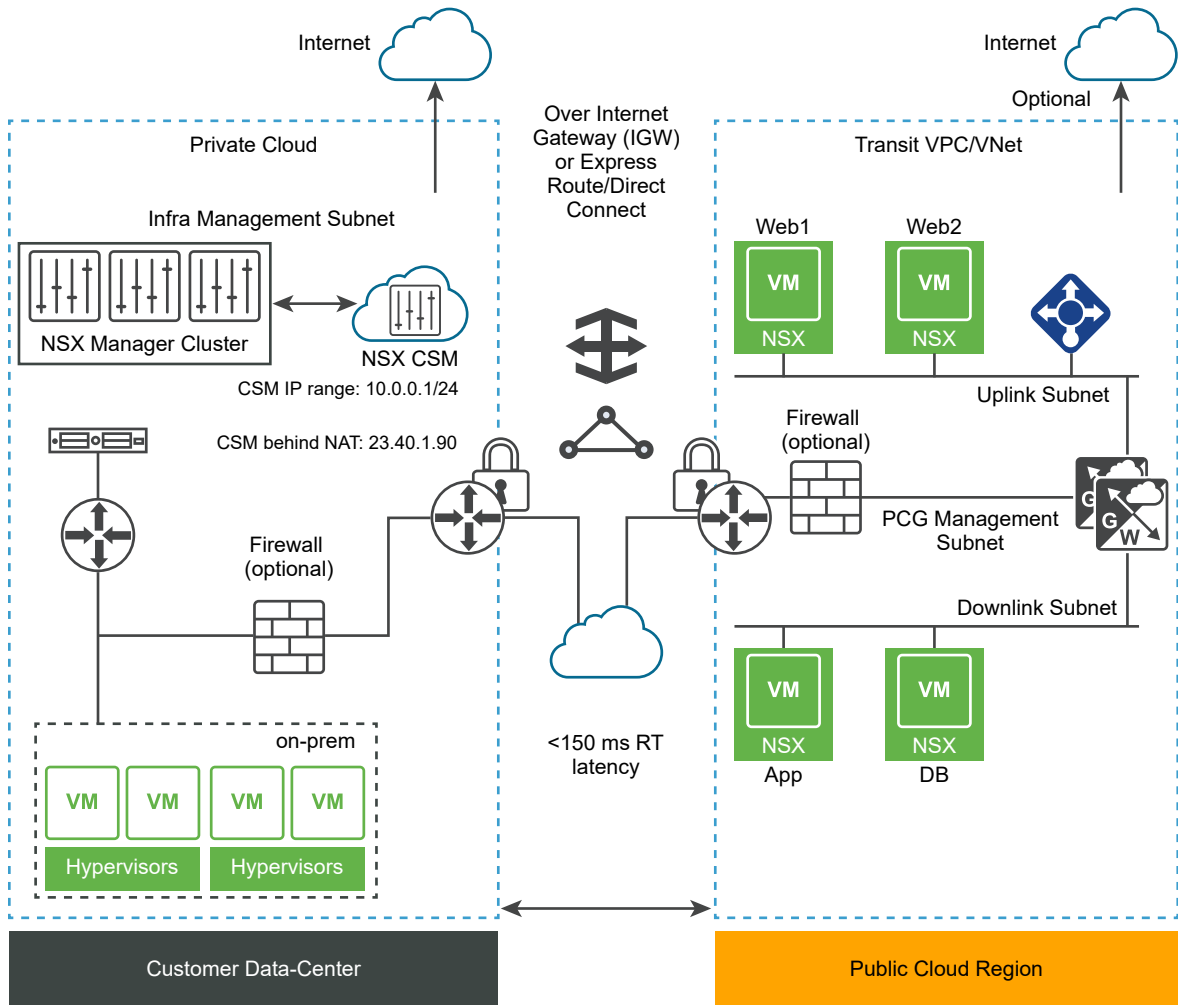 Internet
Internet
Optional
Over Internet
Gateway (IGW)
or Express
Route/Direct
Connect
Private Cloud
Infra Management Subnet
NSX Manager Cluster
NSX CSM
CSM IP range: 10.0.0.1/24
CSM behind NAT: 23.40.1.90
Firewall
(optional)
on-prem
VM
VM
VM
VM
Hypervisors
Hypervisors
<150 ms RT
latency
Transit VPC/VNet
Web1
Web2
VM
VM
NSX
NSX
Uplink Subnet
Firewall
(optional)
PCG Management
Subnet
G
G
W
Downlink Subnet
VM
VM
NSX
NSX
App
DB
Customer Data-Center
Public Cloud Region